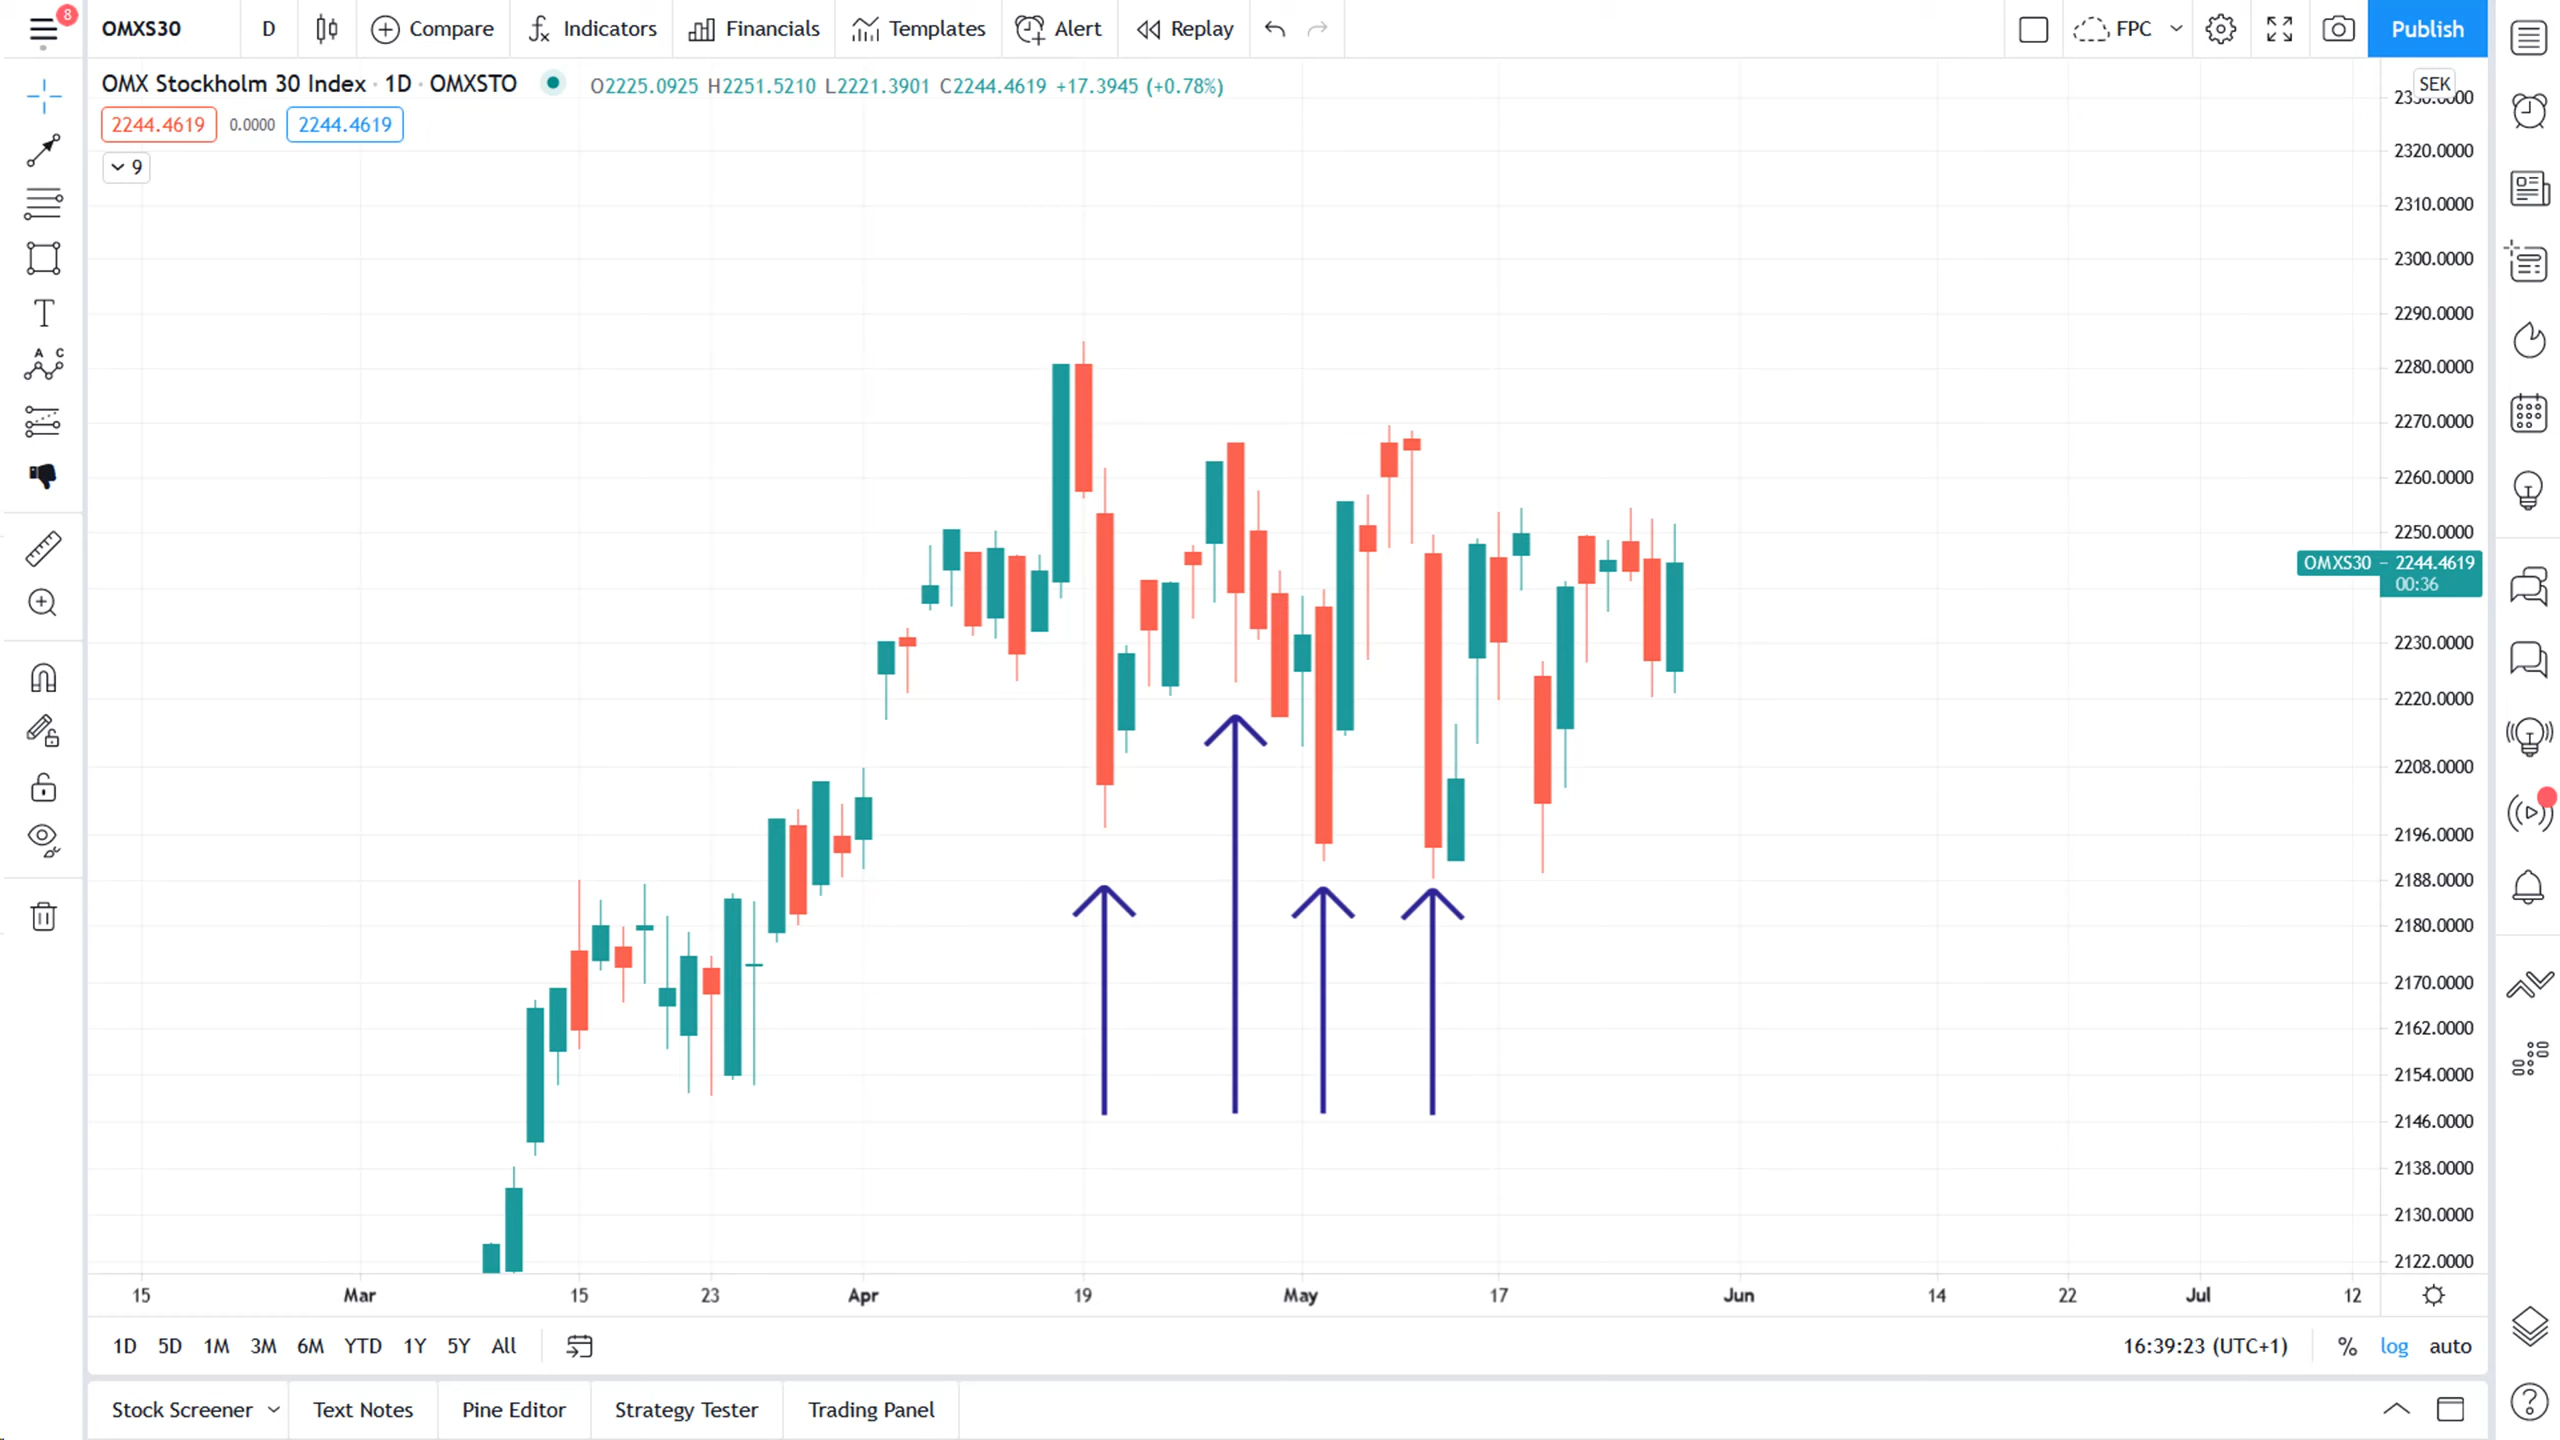 8
OMXS30
D
Compare
Indicators
Financials
Templates
Alert
Replay
FPC
Publish
OMX Stockholm 30 Index · 1D · OMXSTO
O2225.0925 H2251.5210 L2221.3901 C2244.4619 +17.3945 (+0.78%)
2244.4619 0.0000 2244.4619
9
SEK
2320.0000
2310.0000
2300.0000
2290.0000
2280.0000
2270.0000
2260.0000
2250.0000
OMXS30 – 2244.4619
00:36
2230.0000
2220.0000
2208.0000
2196.0000
2188.0000
2180.0000
2170.0000
2162.0000
2154.0000
2146.0000
2138.0000
2130.0000
2122.0000
15 Mar 15 23 Apr 19 May 17 Jun 14 22 Jul 12
1D 5D 1M 3M 6M YTD 1Y 5Y All
16:39:23 (UTC+1) % log auto
Stock Screener Text Notes Pine Editor Strategy Tester Trading Panel